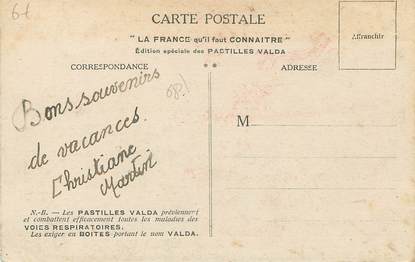 64
CARTE POSTALE
" LA FRANCE qu'il faut CONNAITRE "
Édition spéciale des PASTILLES VALDA
Affranchir
CORRESPONDANCE
ADRESSE
Bons souvenirs
de vacances.
Christiane
Martin
M
N.-B. — Les PASTILLES VALDA préviennent
et combattent efficacement toutes les maladies des
VOIES RESPIRATOIRES.
Les exiger en BOITES portant le nom VALDA.